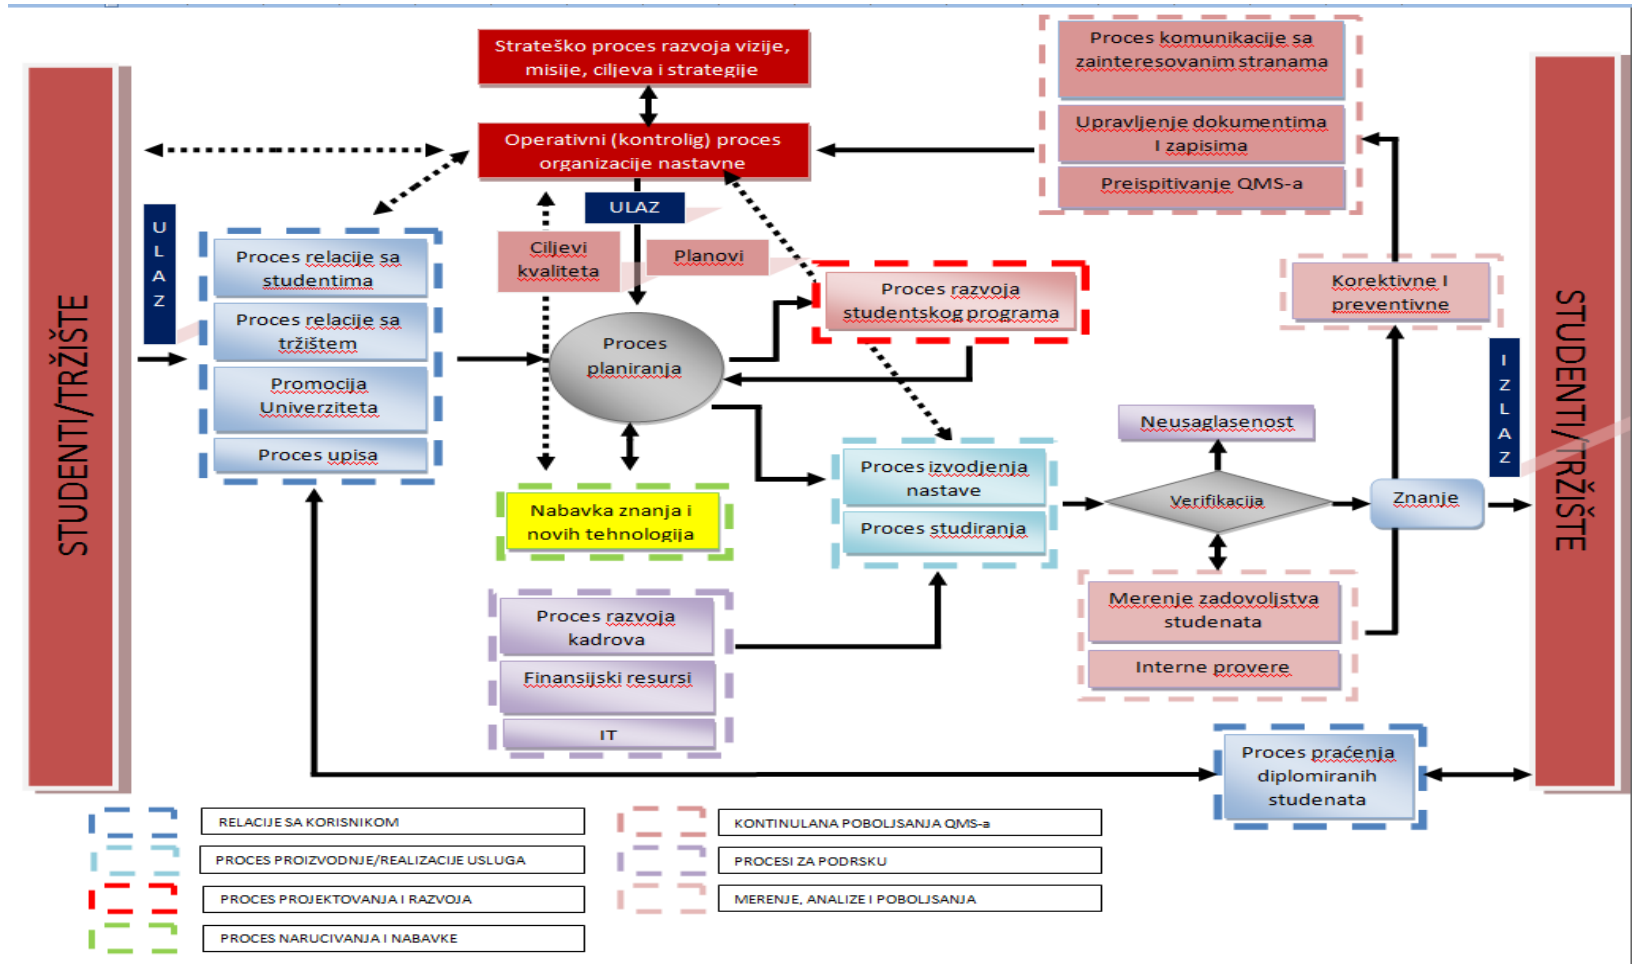 Strateško proces razvoja vizije,
misije, ciljeva i strategije
Operativni (kontrolig) proces
organizacije nastavne
ULAZ
Ciljevi
kvaliteta
Planovi
Proces komunikacije sa
zainteresovanim stranama
Upravljenje dokumentima
I zapisima
Preispitivanje QMS-a
STUDENTI/TRŽIŠTE
ULAZ
Proces relacije sa
studentima
Proces relacije sa
tržištem
Promocija
Univerziteta
Proces upisa
Proces
planiranja
Proces razvoja
studentskog programa
Korektivne I
preventivne
Nabavka znanja i
novih tehnologija
Proces izvodjenja
nastave
Proces studiranja
Neusaglasenost
Verifikacija
Znanje
IZLAZ
STUDENTI/TRŽIŠTE
Proces razvoja
kadrova
Finansijski resursi
IT
Merenje zadovoljstva
studenata
Interne provere
Proces praćenja
diplomiranih
studenata
RELACIJE SA KORISNIKOM
PROCES PROIZVODNJE/REALIZACIJE USLUGA
PROCES PROJEKTOVANJA I RAZVOJA
PROCES NARUCIVANJA I NABAVKE
KONTINULANA POBOLJSANJA QMS-a
PROCESI ZA PODRSKU
MERENJE, ANALIZE I POBOLJSANJA